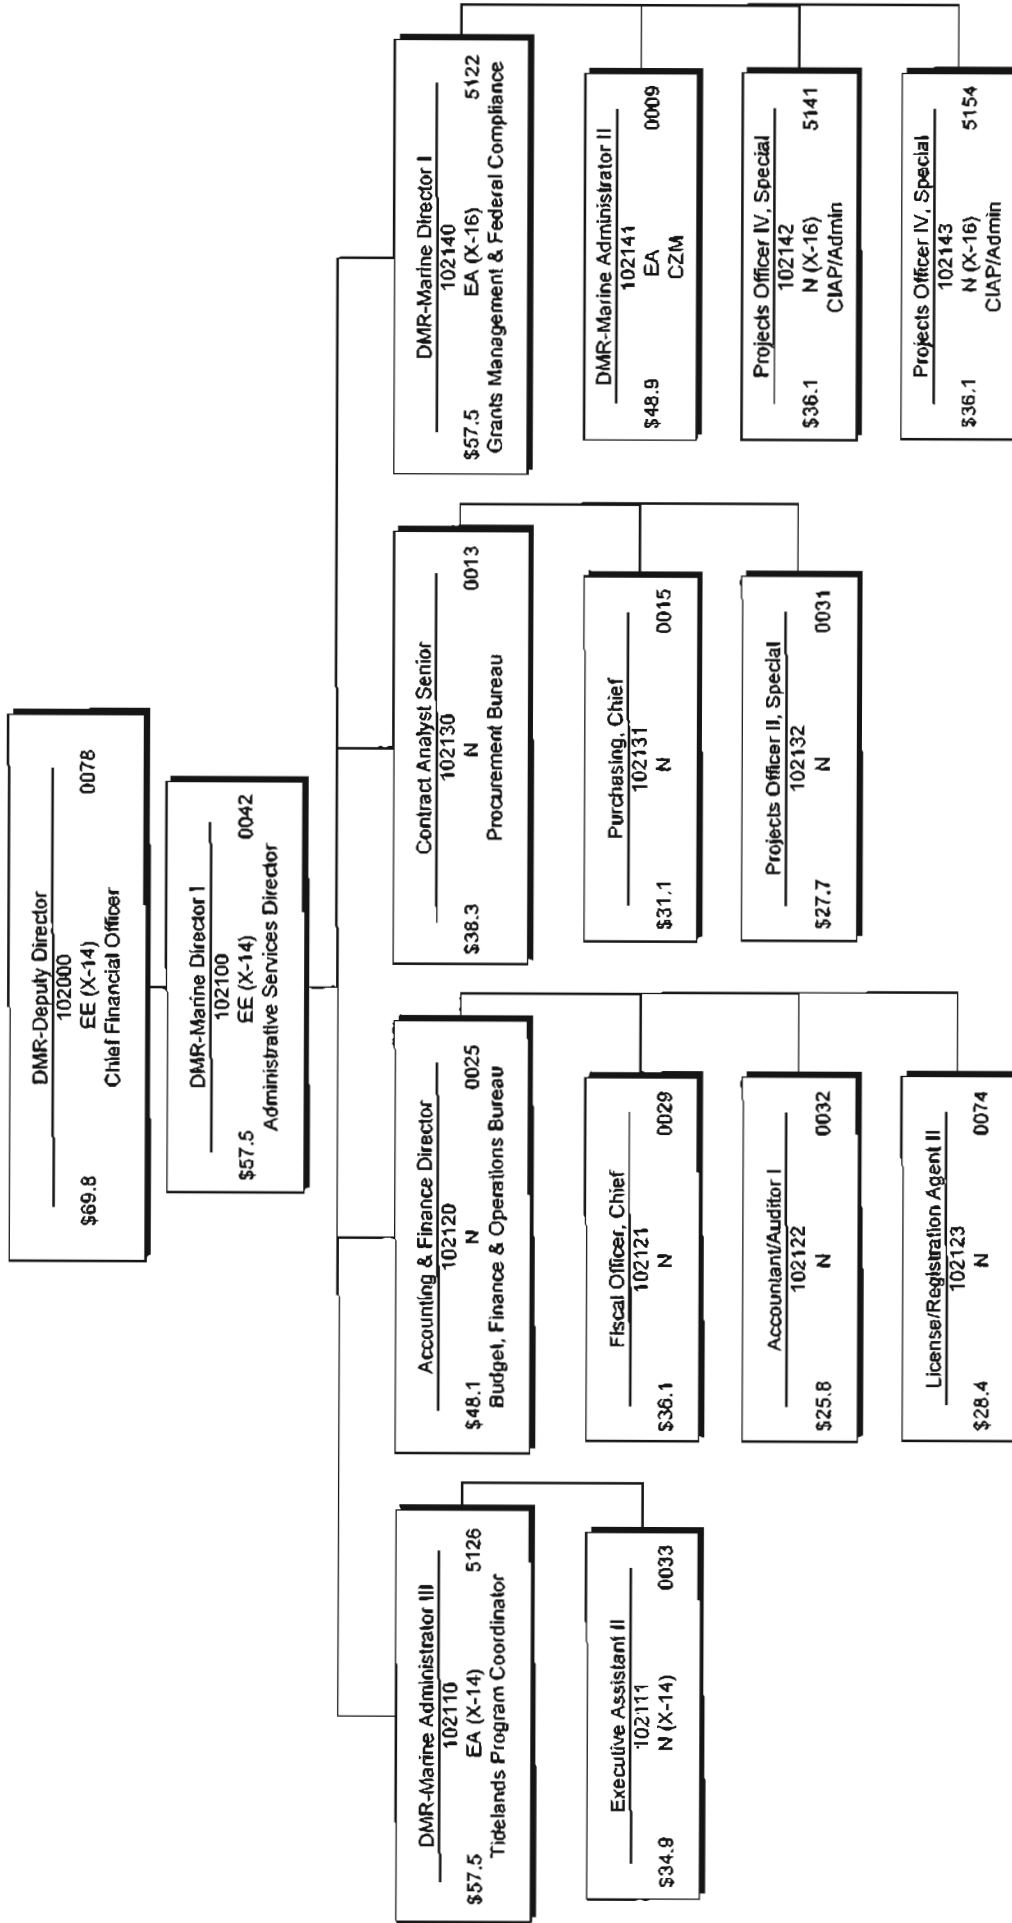 DMR-Deputy Director
102000
$69.8 EE (X-14) 0078
Chief Financial Officer
DMR-Marine Director I
102100
$57.5 EE (X-14) 0042
Administrative Services Director
DMR-Marine Administrator III
102110
$57.5 EA (X-14) 5126
Tidelands Program Coordinator
Executive Assistant II
102111
$34.9 N (X-14) 0033
Accounting & Finance Director
102120
$48.1 N 0025
Budget, Finance & Operations Bureau
Fiscal Officer, Chief
102121
$36.1 N 0029
Accountant/Auditor I
102122
$25.8 N 0032
License/Registration Agent II
102123
$28.4 N 0074
Contract Analyst Senior
102130
$38.3 N 0013
Procurement Bureau
Purchasing, Chief
102131
$31.1 N 0015
Projects Officer II, Special
102132
$27.7 N 0031
DMR-Marine Director I
102140
$57.5 EA (X-16) 5122
Grants Management & Federal Compliance
DMR-Marine Administrator II
102141
$48.9 EA 0009
CZM
Projects Officer IV, Special
102142
$36.1 N (X-16) 5141
CIAP/Admin
Projects Officer IV, Special
102143
$36.1 N (X-16) 5154
CIAP/Admin